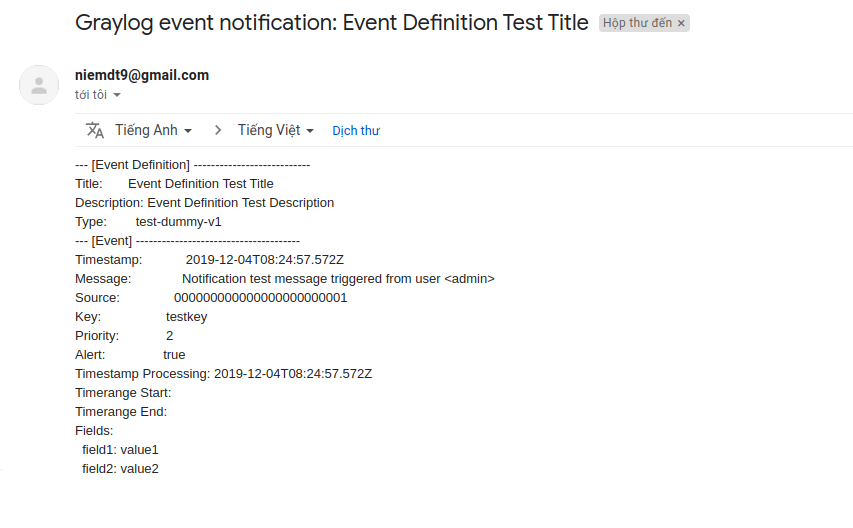 Graylog event notification: Event Definition Test Title Hộp thư đến ×
niemdt9@gmail.com
tới tôi
Tiếng Anh > Tiếng Việt Dịch thư
--- [Event Definition] ---------------------------
Title: Event Definition Test Title
Description: Event Definition Test Description
Type: test-dummy-v1
--- [Event] --------------------------------------
Timestamp: 2019-12-04T08:24:57.572Z
Message: Notification test message triggered from user <admin>
Source: 000000000000000000000001
Key: testkey
Priority: 2
Alert: true
Timestamp Processing: 2019-12-04T08:24:57.572Z
Timerange Start:
Timerange End:
Fields:
field1: value1
field2: value2